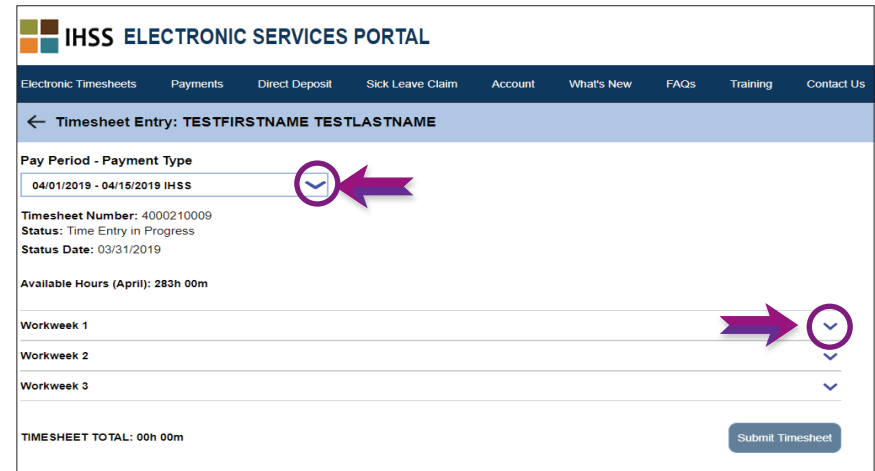 IHSS ELECTRONIC SERVICES PORTAL
Electronic Timesheets Payments Direct Deposit Sick Leave Claim Account What's New FAQs Training Contact Us
Timesheet Entry: TESTFIRSTNAME TESTLASTNAME
Pay Period - Payment Type
04/01/2019 - 04/15/2019 IHSS
Timesheet Number: 4000210009
Status: Time Entry in Progress
Status Date: 03/31/2019
Available Hours (April): 283h 00m
Workweek 1
Workweek 2
Workweek 3
TIMESHEET TOTAL: 00h 00m
Submit Timesheet